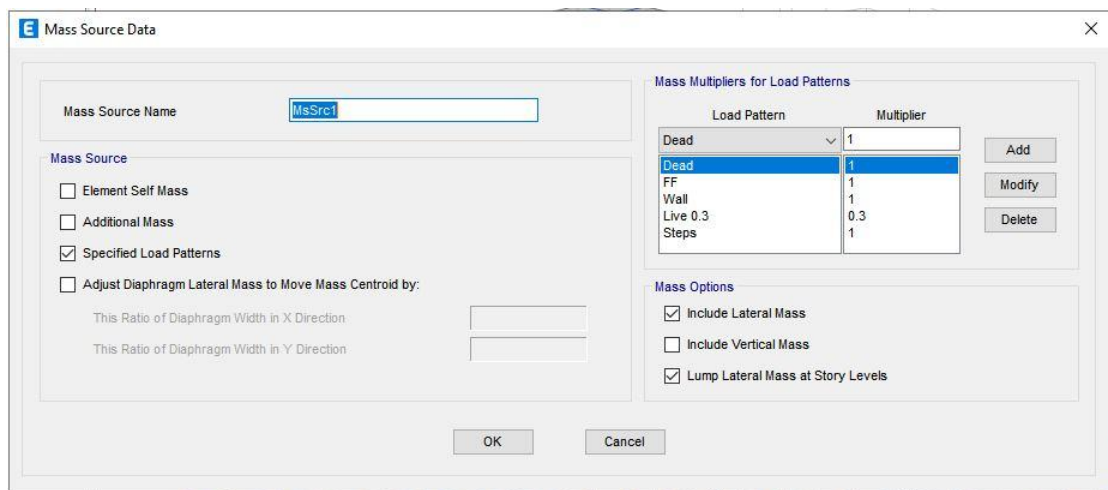 E Mass Source Data
Mass Source Name MsSrc1
Mass Source
Element Self Mass
Additional Mass
Specified Load Patterns
Adjust Diaphragm Lateral Mass to Move Mass Centroid by:
This Ratio of Diaphragm Width in X Direction
This Ratio of Diaphragm Width in Y Direction
Mass Multipliers for Load Patterns
Load Pattern Multiplier
Dead 1
Dead 1
FF 1
Wall 1
Live 0.3 0.3
Steps 1
Add
Modify
Delete
Mass Options
Include Lateral Mass
Include Vertical Mass
Lump Lateral Mass at Story Levels
OK Cancel